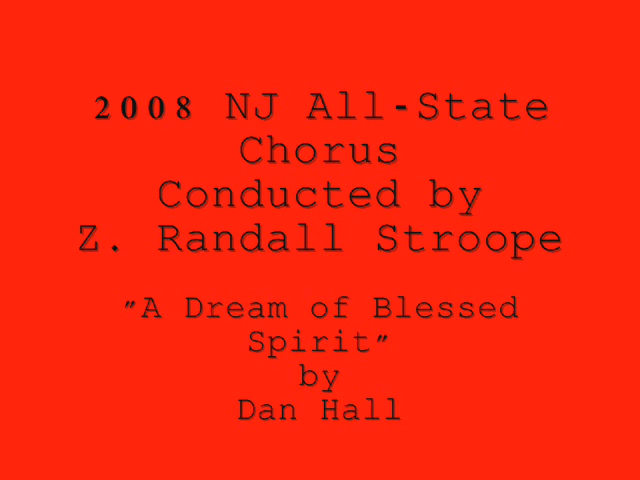 2008 NJ All-State
Chorus
Conducted by
Z. Randall Stroope
"A Dream of Blessed
Spirit"
by
Dan Hall